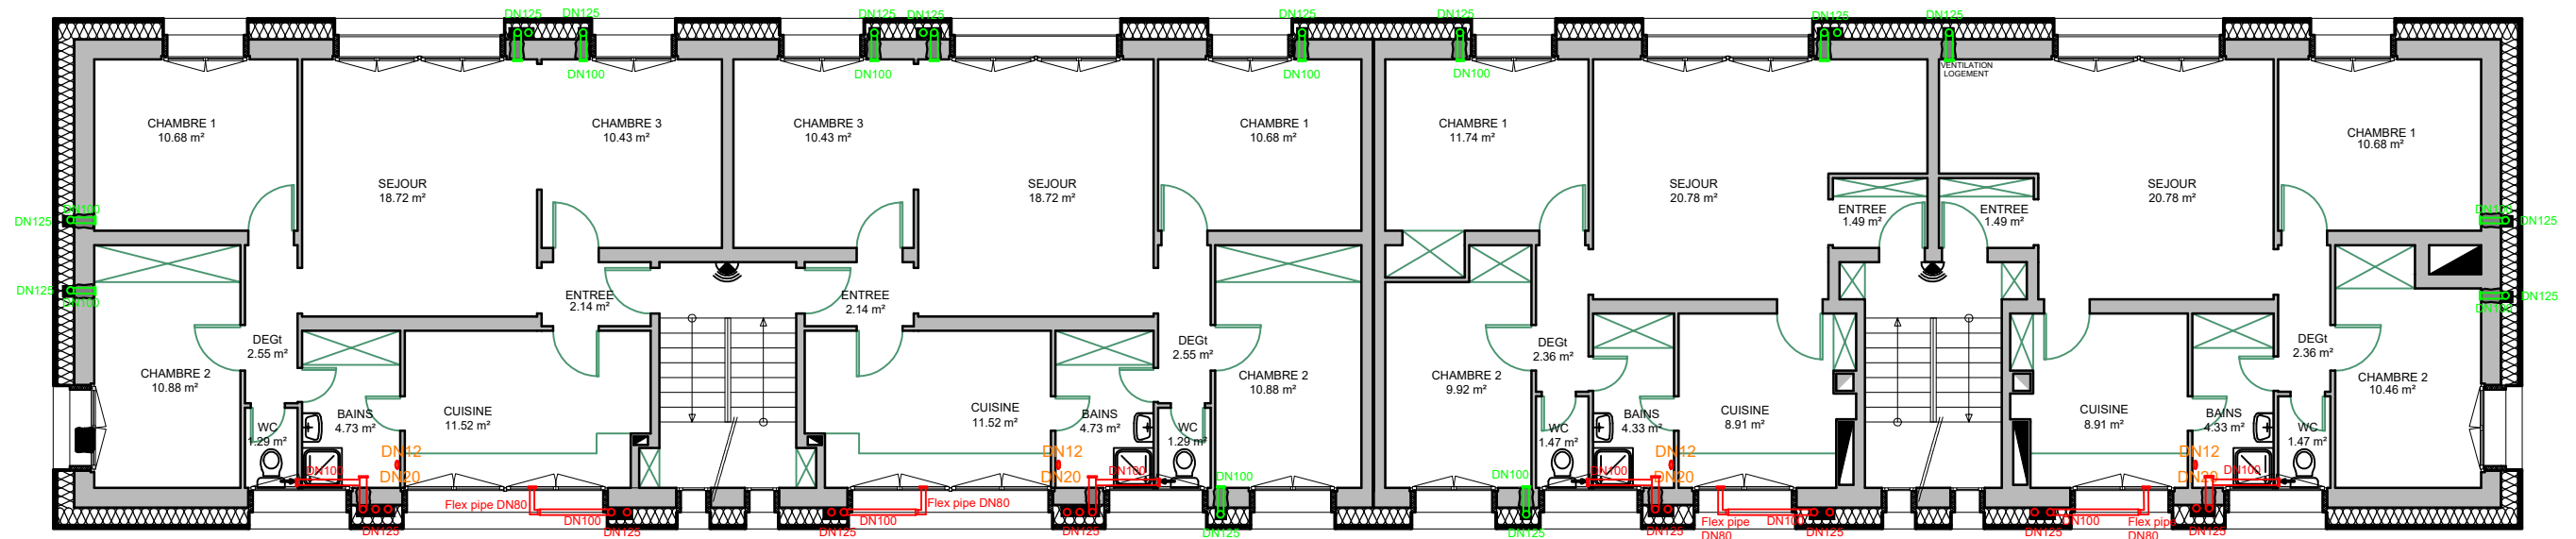 DN125
DN125
DN125
DN125
DN125
DN125
DN125
DN100
DN100
DN100
DN100
VENTILATION
LOGEMENT
CHAMBRE 1
10.68 m²
CHAMBRE 3
10.43 m²
CHAMBRE 3
10.43 m²
CHAMBRE 1
10.68 m²
CHAMBRE 1
11.74 m²
CHAMBRE 1
10.68 m²
SEJOUR
18.72 m²
SEJOUR
18.72 m²
SEJOUR
20.78 m²
SEJOUR
20.78 m²
DN100
DN125
ENTREE
1.49 m²
ENTREE
1.49 m²
DN100
DN125
DN125
DN100
ENTREE
2.14 m²
ENTREE
2.14 m²
DN125
DN100
DEGt
2.55 m²
DEGt
2.55 m²
DEGt
2.36 m²
DEGt
2.36 m²
CHAMBRE 2
10.88 m²
CHAMBRE 2
10.88 m²
CHAMBRE 2
9.92 m²
CHAMBRE 2
10.46 m²
WC
1.29 m²
BAINS
4.73 m²
CUISINE
11.52 m²
CUISINE
11.52 m²
BAINS
4.73 m²
WC
1.29 m²
WC
1.47 m²
BAINS
4.33 m²
CUISINE
8.91 m²
CUISINE
8.91 m²
BAINS
4.33 m²
WC
1.47 m²
DN12
DN20
DN12
DN20
DN12
DN20
DN12
DN20
DN100
DN100
DN100
DN100
DN100
DN100
Flex pipe DN80
DN100
DN125
DN125
DN125
DN100
Flex pipe DN80
DN125
DN125
DN125
DN125
Flex pipe
DN80
DN100
DN125
DN125
DN100
Flex pipe
DN80
DN125